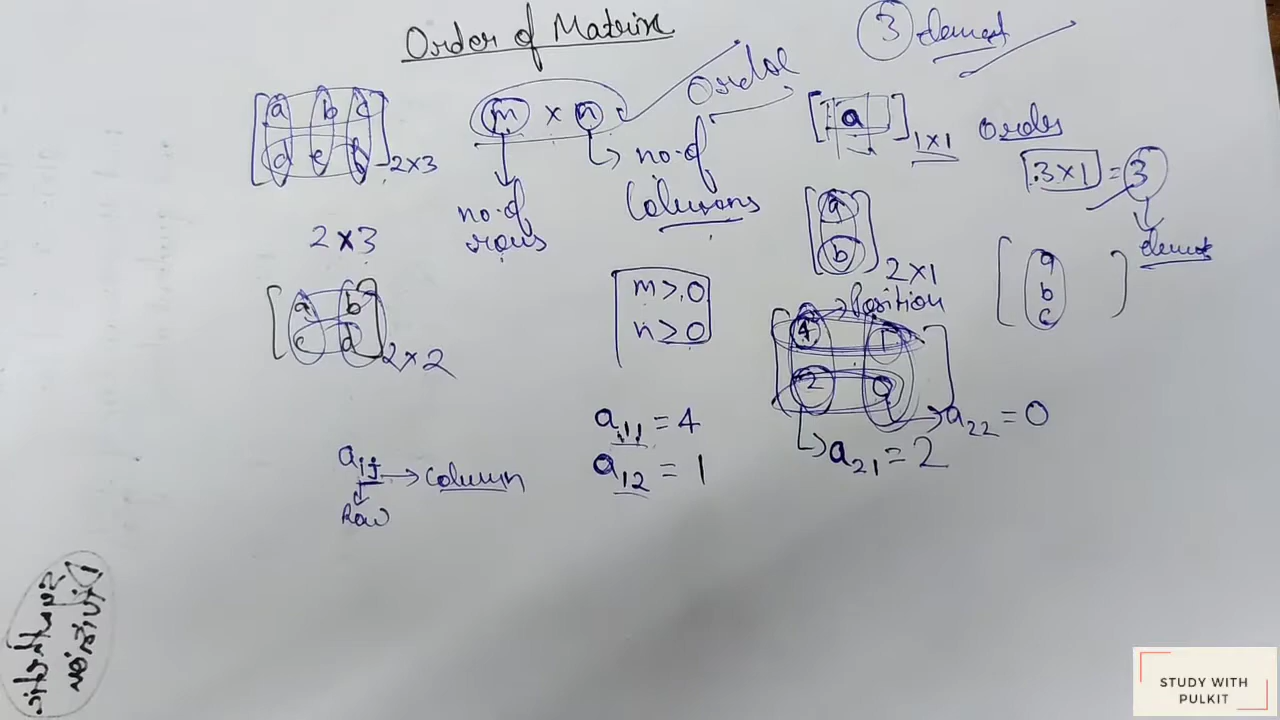 Order of Matrix
3 element
[a b c
d e f] 2×3
m × n
Order
no. of rows
no. of Columns
[a] 1×1
Order
3×1 = 3
element
2×3
[a
b] 2×1
[a
b
c]
[a b
c d] 2×2
m>0
n>0
Position
[4 1
2 0]
a11 = 4
a12 = 1
a22 = 0
a21 = 2
aij → Column
Row
STUDY WITH
PULKIT